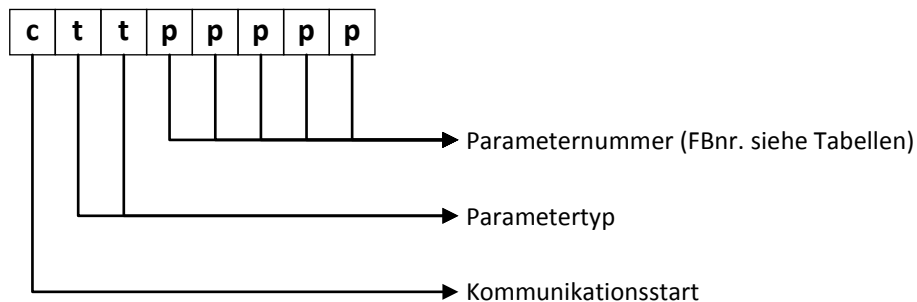 c t t p p p p p
Parameternummer (FBnr. siehe Tabellen)
Parametertyp
Kommunikationsstart